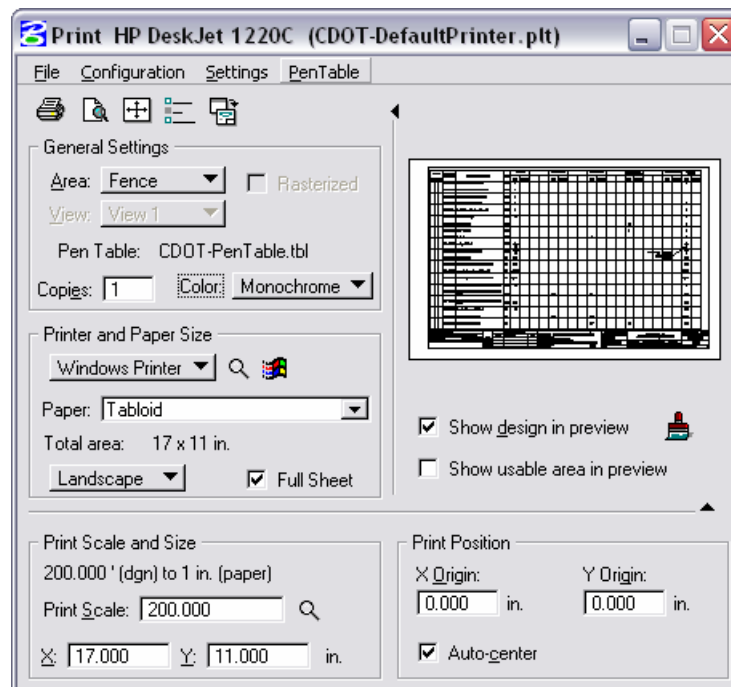 Print HP DeskJet 1220C (CDOT-DefaultPrinter.plt)
File Configuration Settings PenTable
General Settings
Area: Fence Rasterized
View: View 1
Pen Table: CDOT-PenTable.tbl
Copies: 1 Color: Monochrome
Printer and Paper Size
Windows Printer
Paper: Tabloid
Total area: 17 x 11 in.
Landscape Full Sheet
Show design in preview
Show usable area in preview
Print Scale and Size
200.000 ' (dgn) to 1 in. (paper)
Print Scale: 200.000
X: 17.000 Y: 11.000 in.
Print Position
X Origin: Y Origin:
0.000 in. 0.000 in.
Auto-center